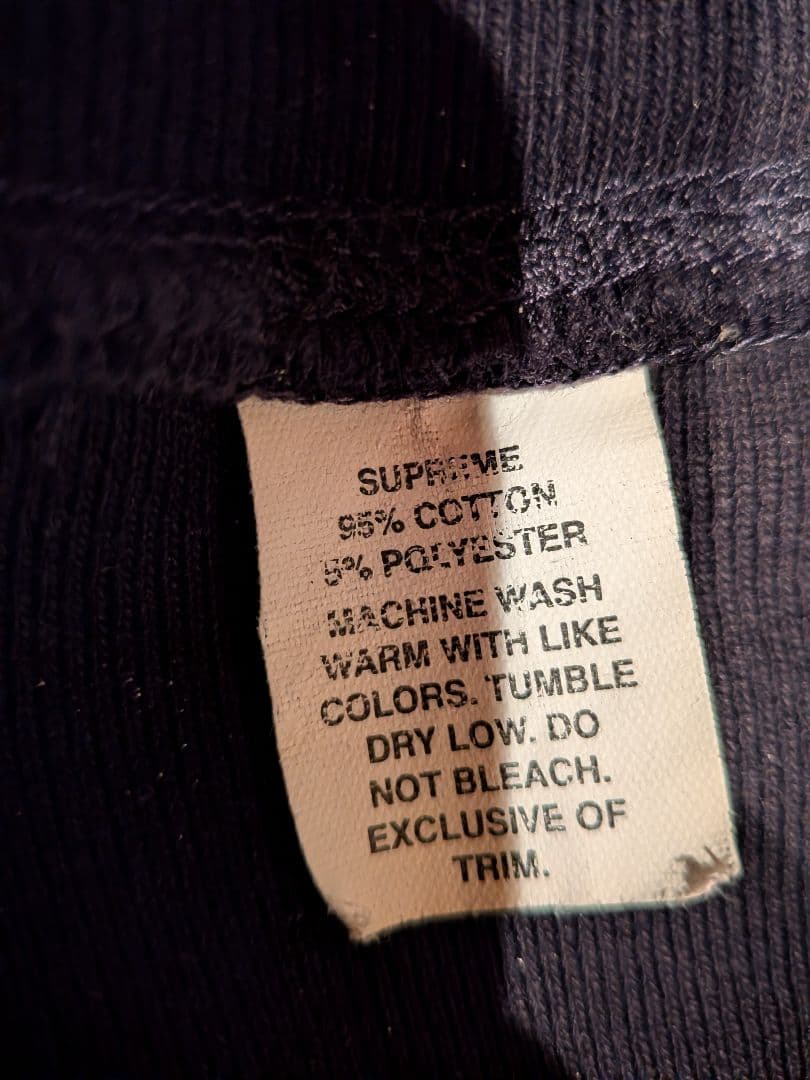 SUPREME
95% COTTON
5% POLYESTER
MACHINE WASH
WARM WITH LIKE
COLORS. TUMBLE
DRY LOW. DO
NOT BLEACH.
EXCLUSIVE OF
TRIM.